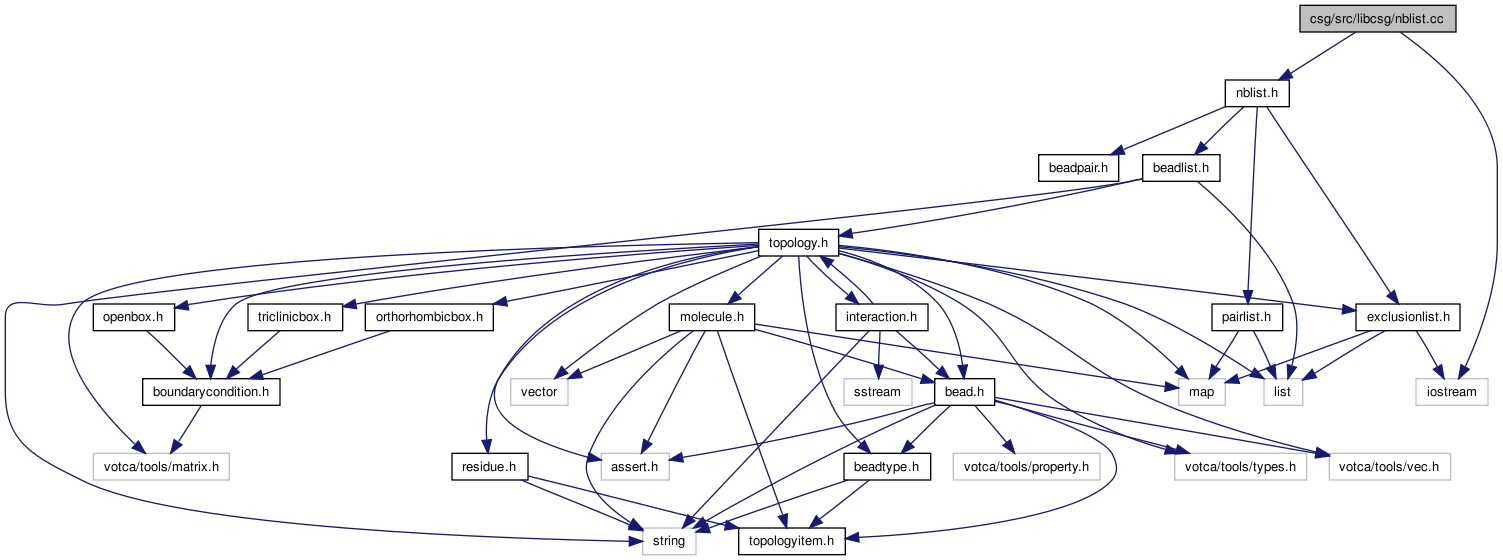 csg/src/libcsg/nblist.cc
nblist.h
beadpair.h
beadlist.h
topology.h
openbox.h
triclinicbox.h
orthorhombicbox.h
molecule.h
interaction.h
pairlist.h
exclusionlist.h
boundarycondition.h
vector
sstream
bead.h
map
list
iostream
votca/tools/matrix.h
residue.h
assert.h
beadtype.h
votca/tools/property.h
votca/tools/types.h
votca/tools/vec.h
string
topologyitem.h